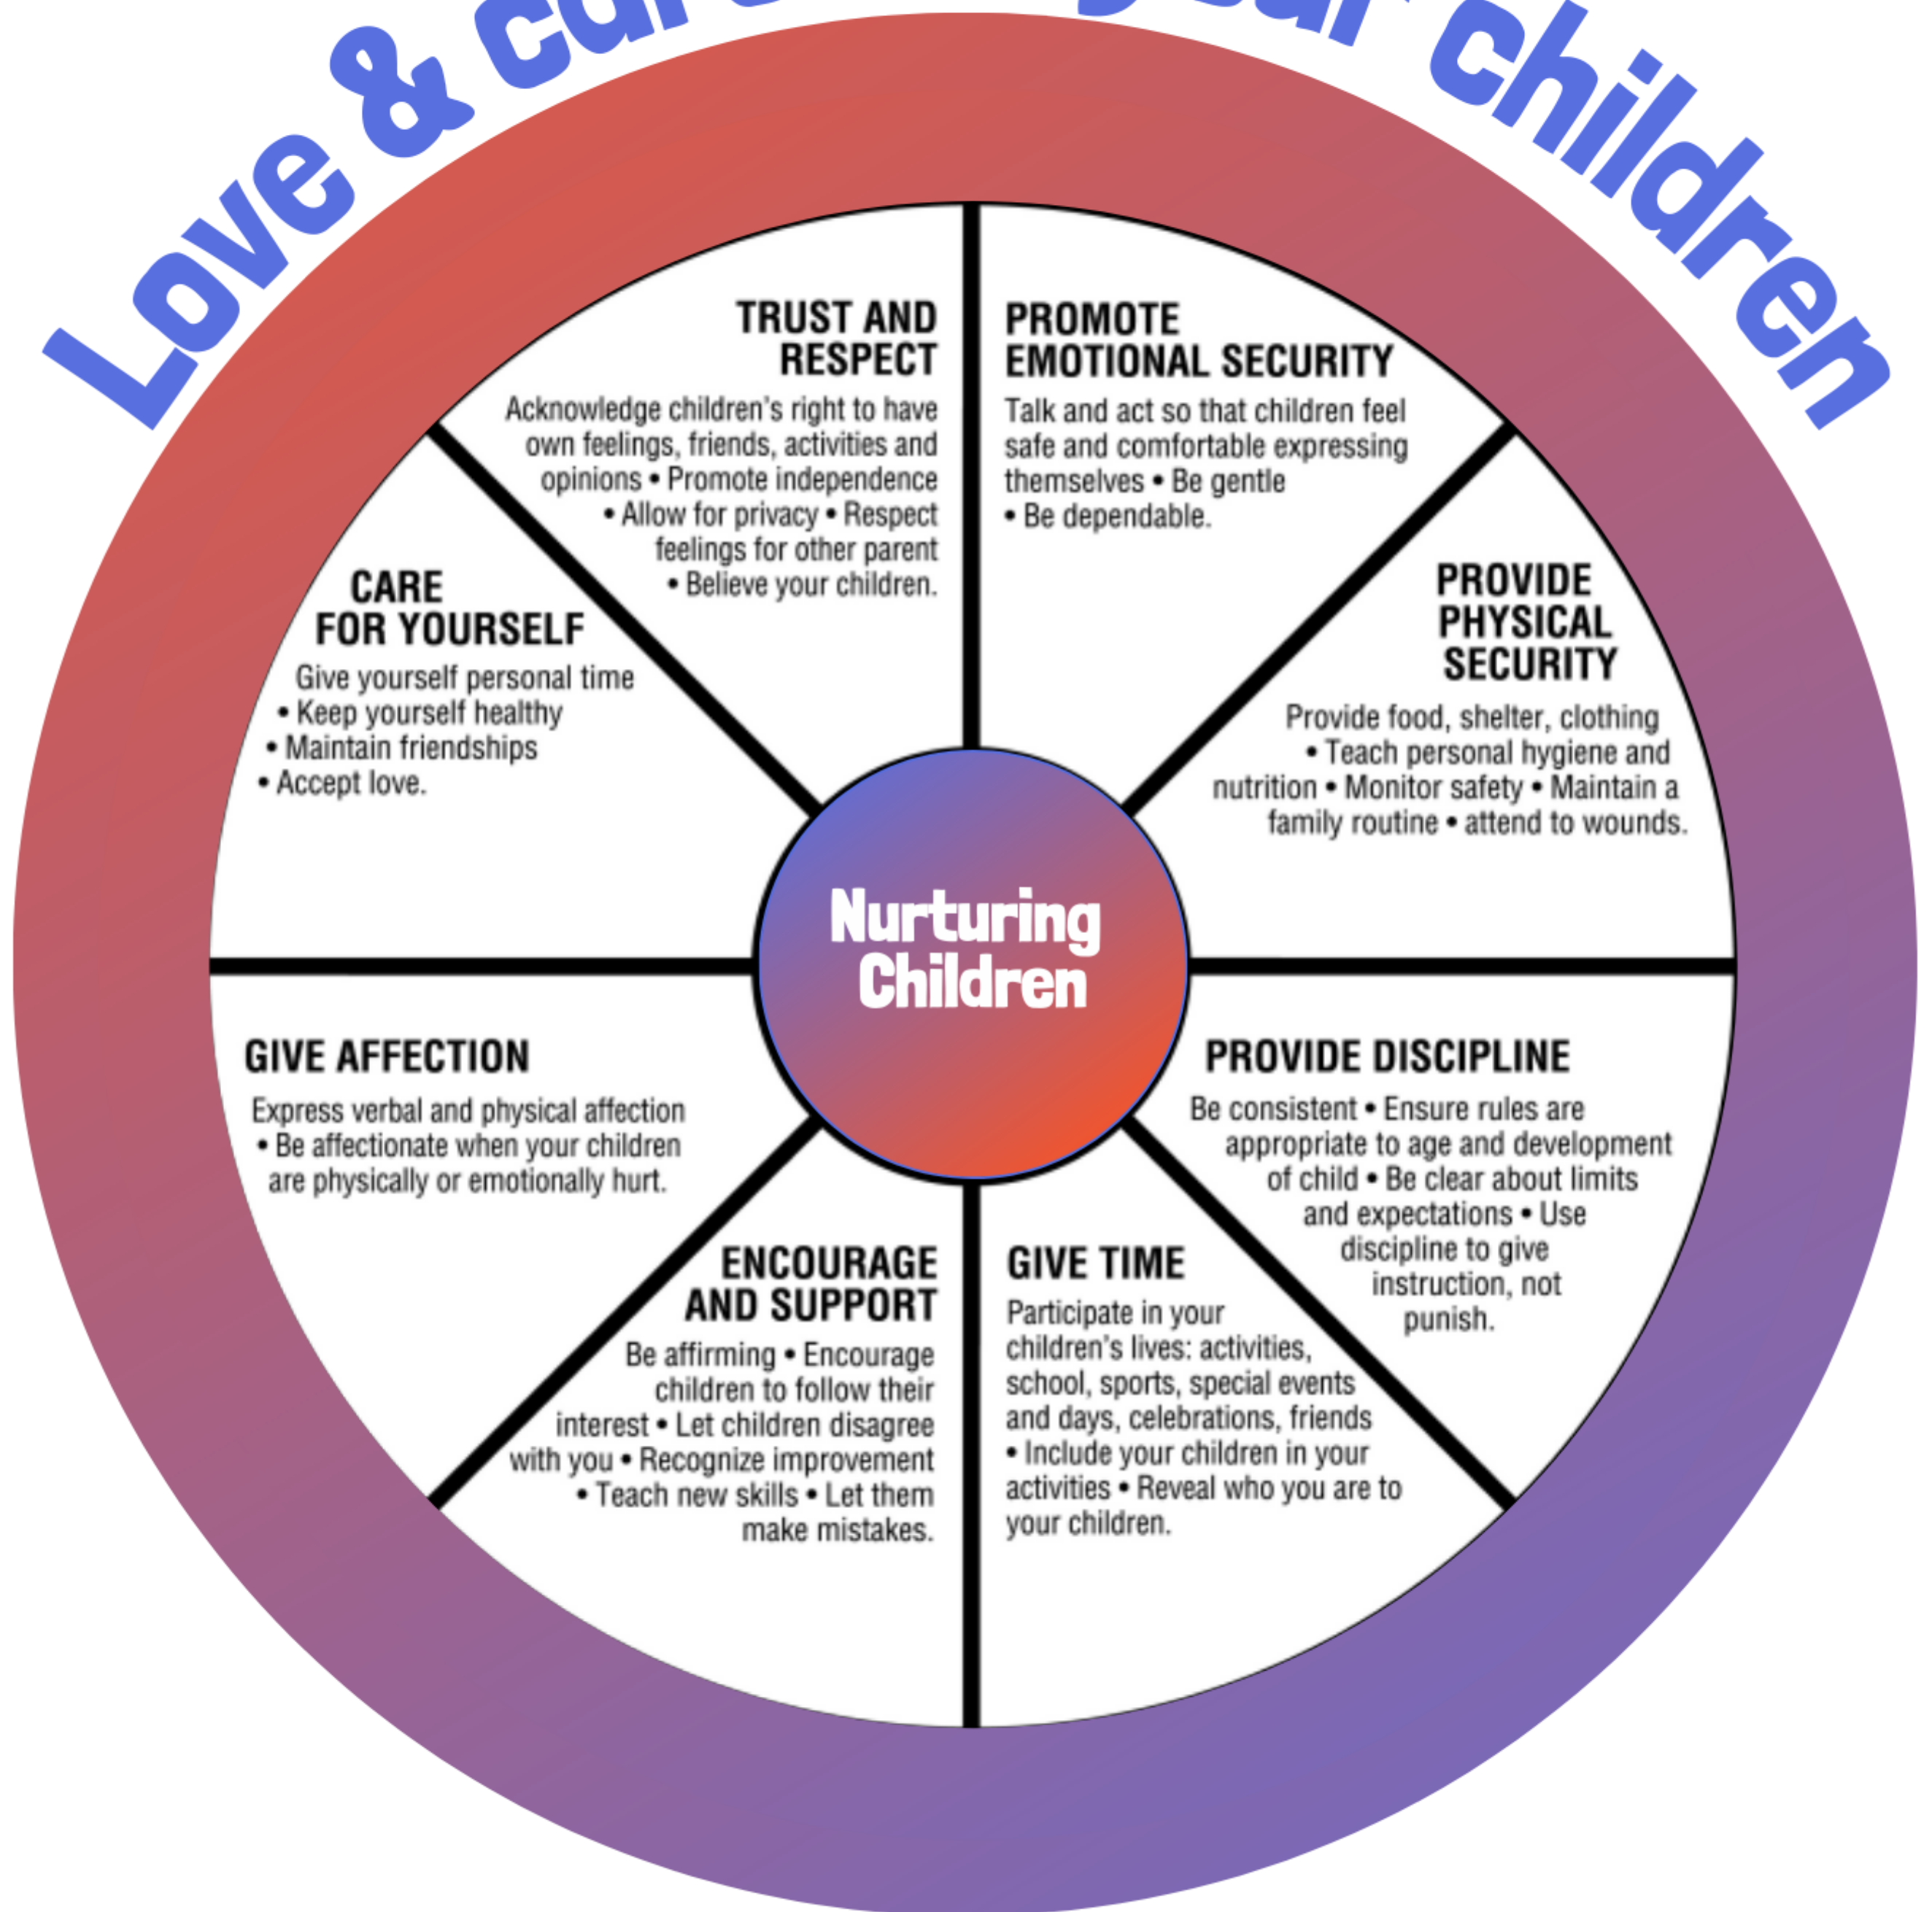 Love & children
TRUST AND
RESPECT
Acknowledge children's right to have
own feelings, friends, activities and
opinions • Promote independence
• Allow for privacy • Respect
feelings for other parent
• Believe your children.
PROMOTE
EMOTIONAL SECURITY
Talk and act so that children feel
safe and comfortable expressing
themselves • Be gentle
• Be dependable.
PROVIDE
PHYSICAL
SECURITY
Provide food, shelter, clothing
• Teach personal hygiene and
nutrition • Monitor safety • Maintain a
family routine • attend to wounds.
PROVIDE DISCIPLINE
Be consistent • Ensure rules are
appropriate to age and development
of child • Be clear about limits
and expectations • Use
discipline to give
instruction, not
punish.
GIVE TIME
Participate in your
children's lives: activities,
school, sports, special events
and days, celebrations, friends
• Include your children in your
activities • Reveal who you are to
your children.
ENCOURAGE
AND SUPPORT
Be affirming • Encourage
children to follow their
interest • Let children disagree
with you • Recognize improvement
• Teach new skills • Let them
make mistakes.
GIVE AFFECTION
Express verbal and physical affection
• Be affectionate when your children
are physically or emotionally hurt.
CARE
FOR YOURSELF
Give yourself personal time
• Keep yourself healthy
• Maintain friendships
• Accept love.
Nurturing
Children